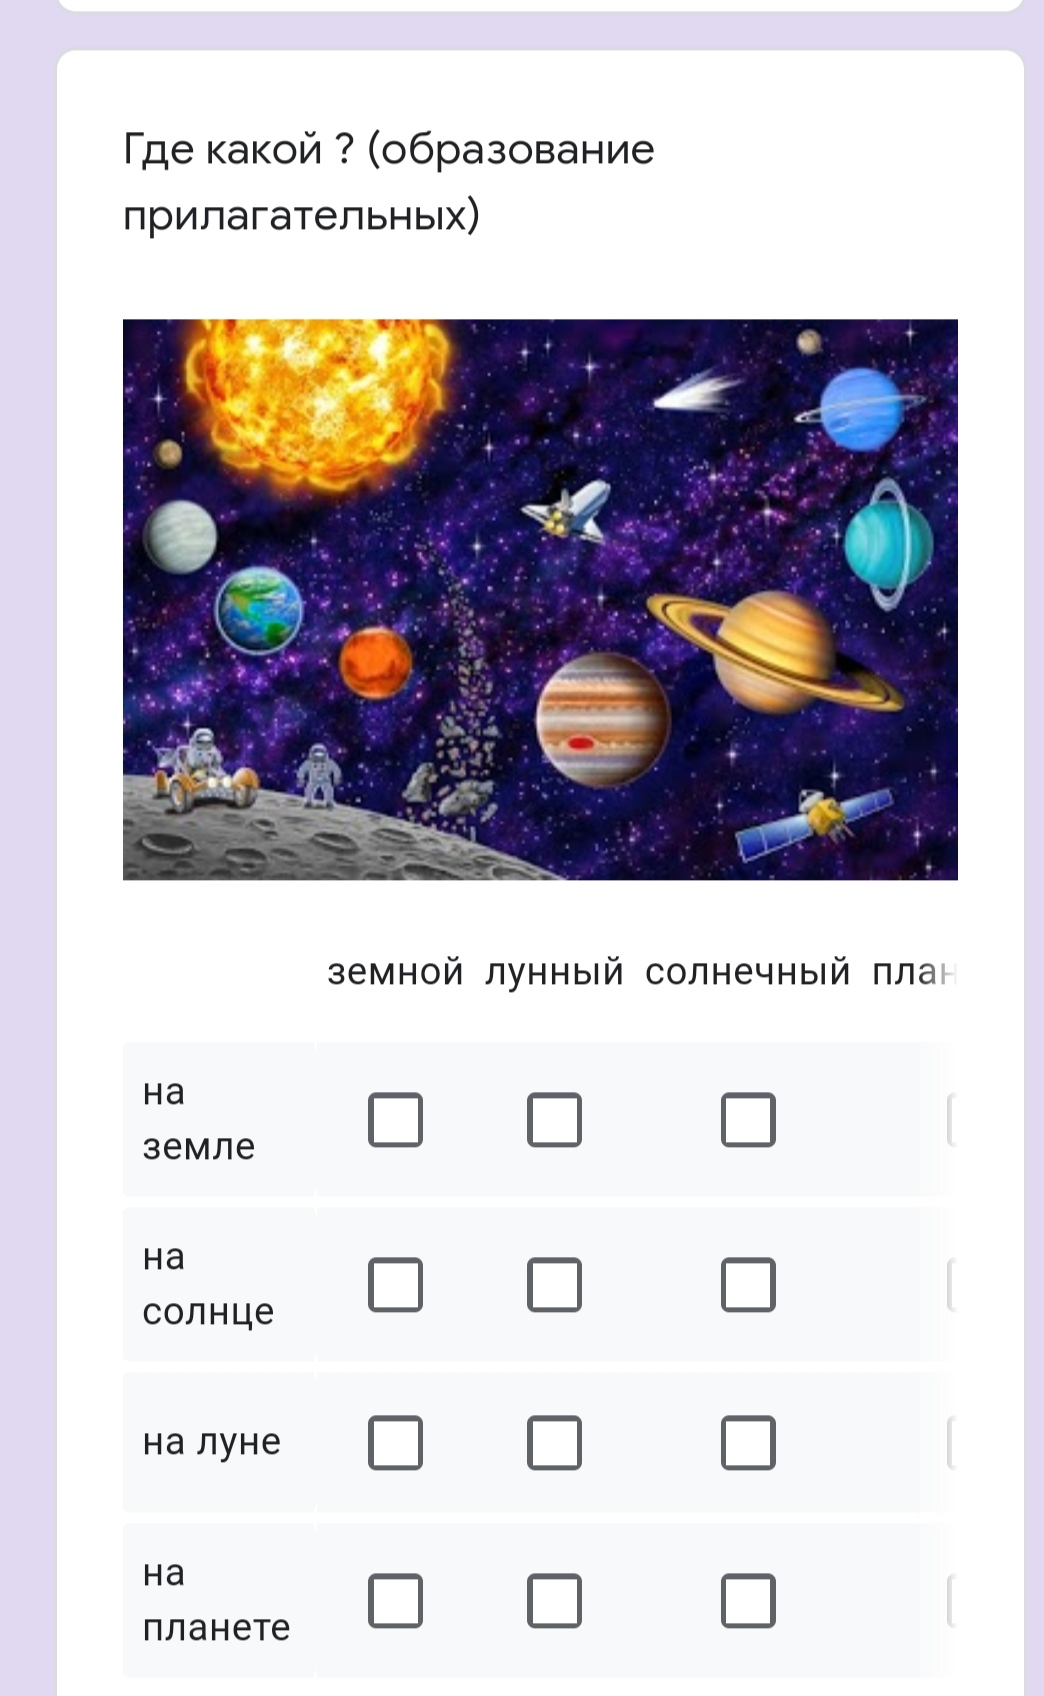 Где какой ? (образование
прилагательных)
земной лунный солнечный
на
земле
на
солнце
на луне
на
планете